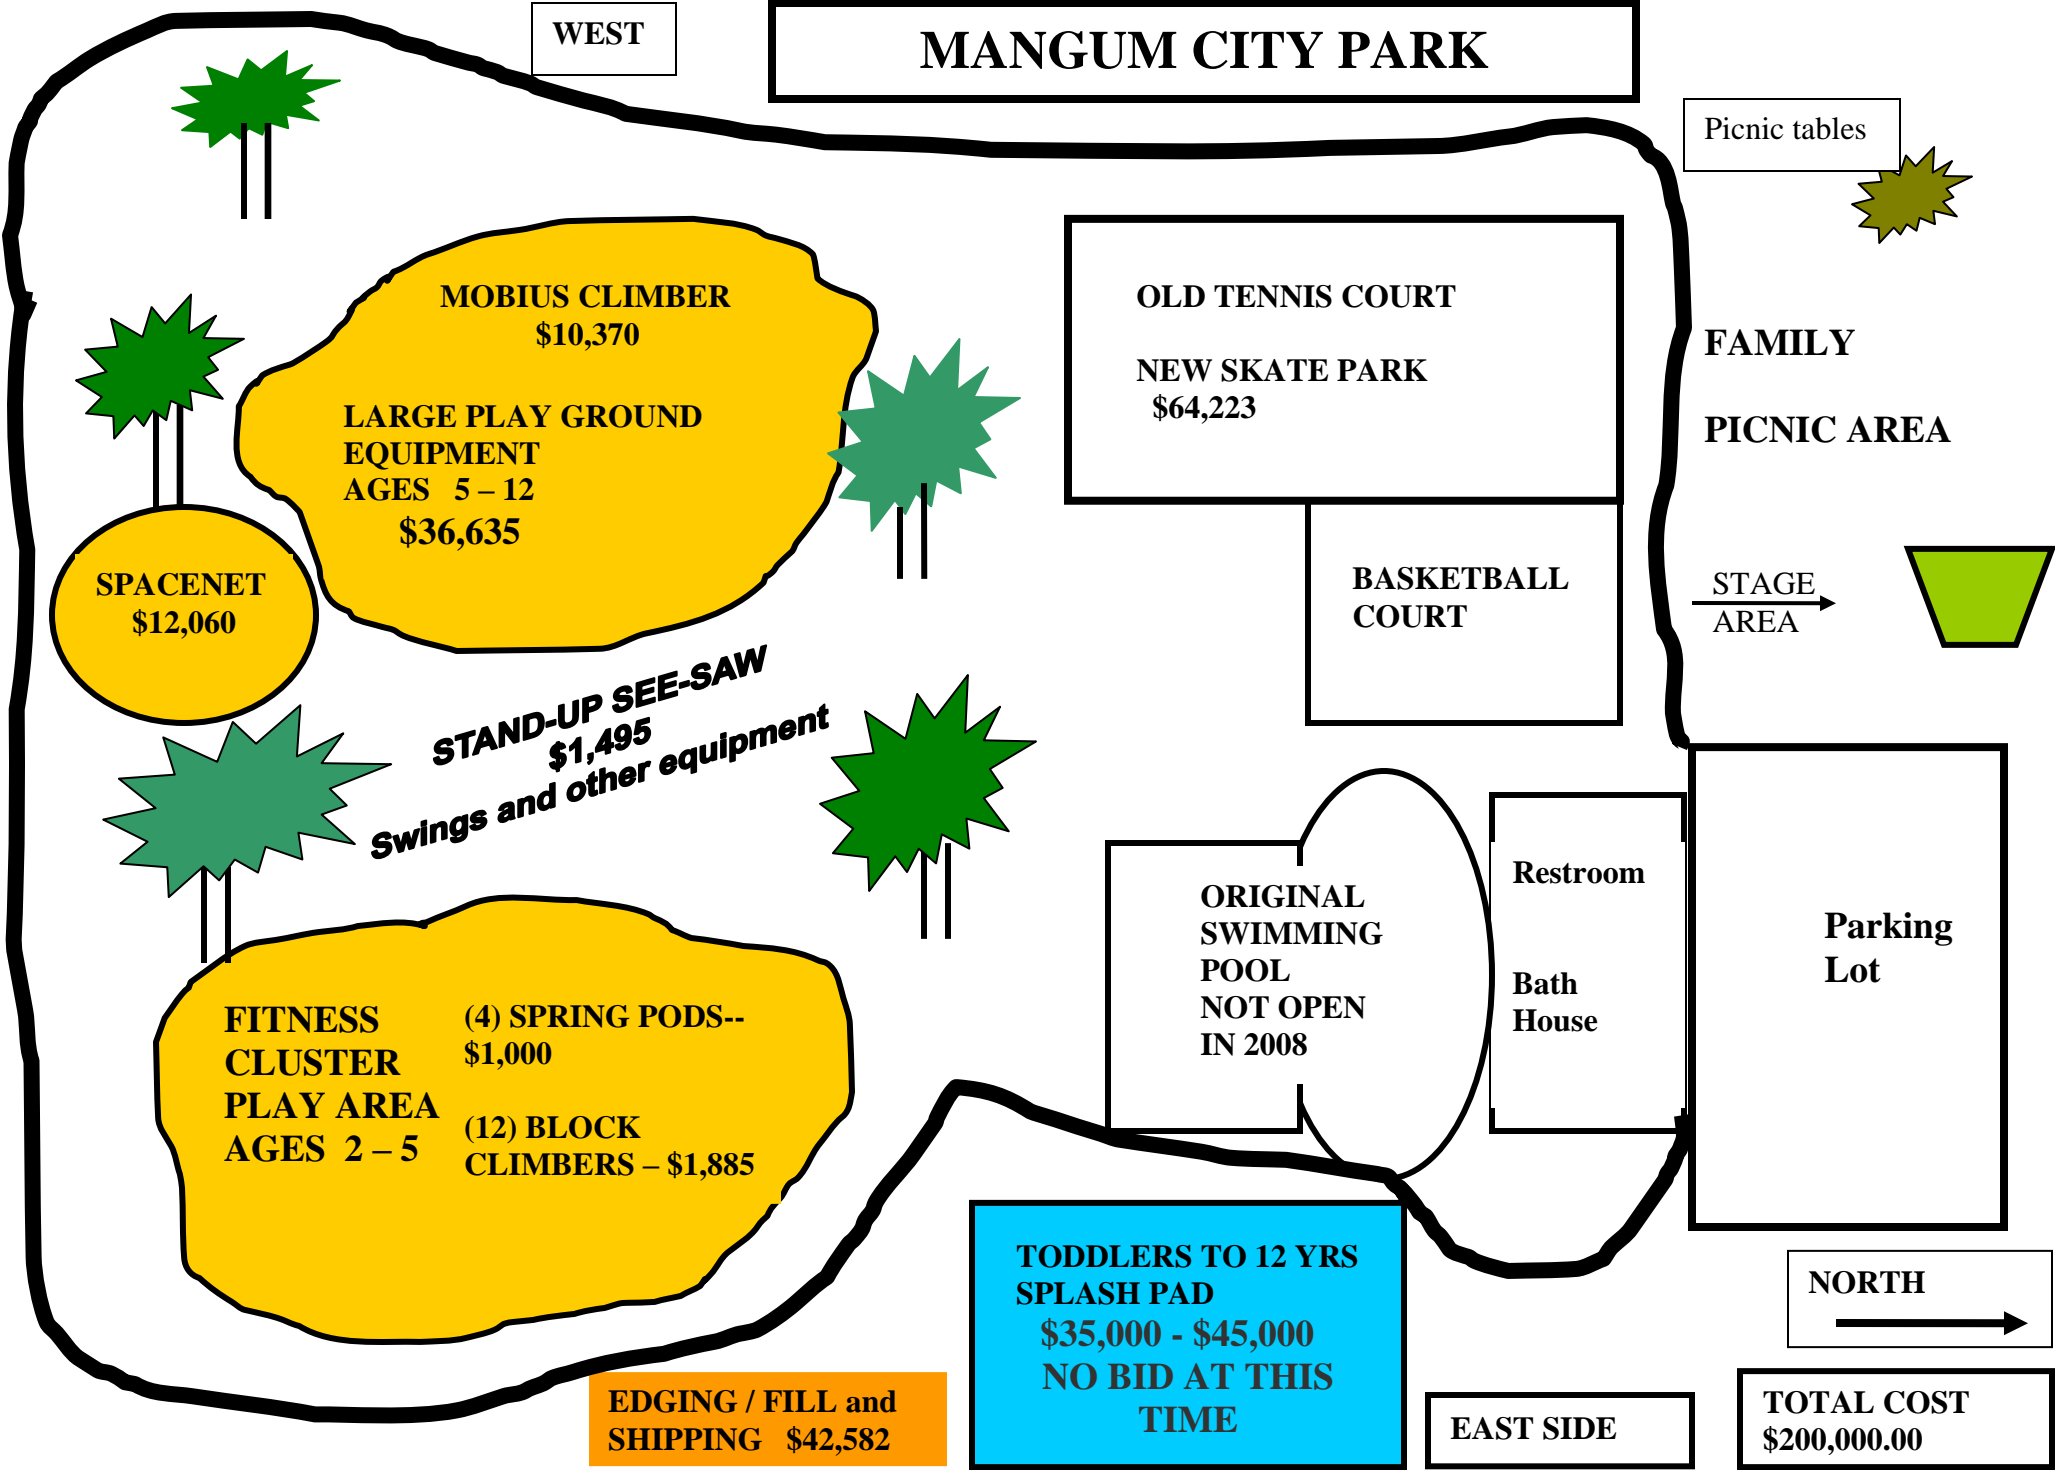 WEST
MANGUM CITY PARK
Picnic tables
MOBIUS CLIMBER
$10,370
LARGE PLAY GROUND
EQUIPMENT
AGES 5 – 12
$36,635
OLD TENNIS COURT
NEW SKATE PARK
$64,223
FAMILY
PICNIC AREA
SPACENET
$12,060
BASKETBALL
COURT
STAGE
AREA
STAND-UP SEE-SAW
$1,495
Swings and other equipment
ORIGINAL
SWIMMING
POOL
NOT OPEN
IN 2008
Restroom
Bath
House
Parking
Lot
FITNESS
CLUSTER
PLAY AREA
AGES 2 – 5
(4) SPRING PODS--
$1,000
(12) BLOCK
CLIMBERS – $1,885
TODDLERS TO 12 YRS
SPLASH PAD
$35,000 - $45,000
NO BID AT THIS
TIME
NORTH
EDGING / FILL and
SHIPPING $42,582
EAST SIDE
TOTAL COST
$200,000.00